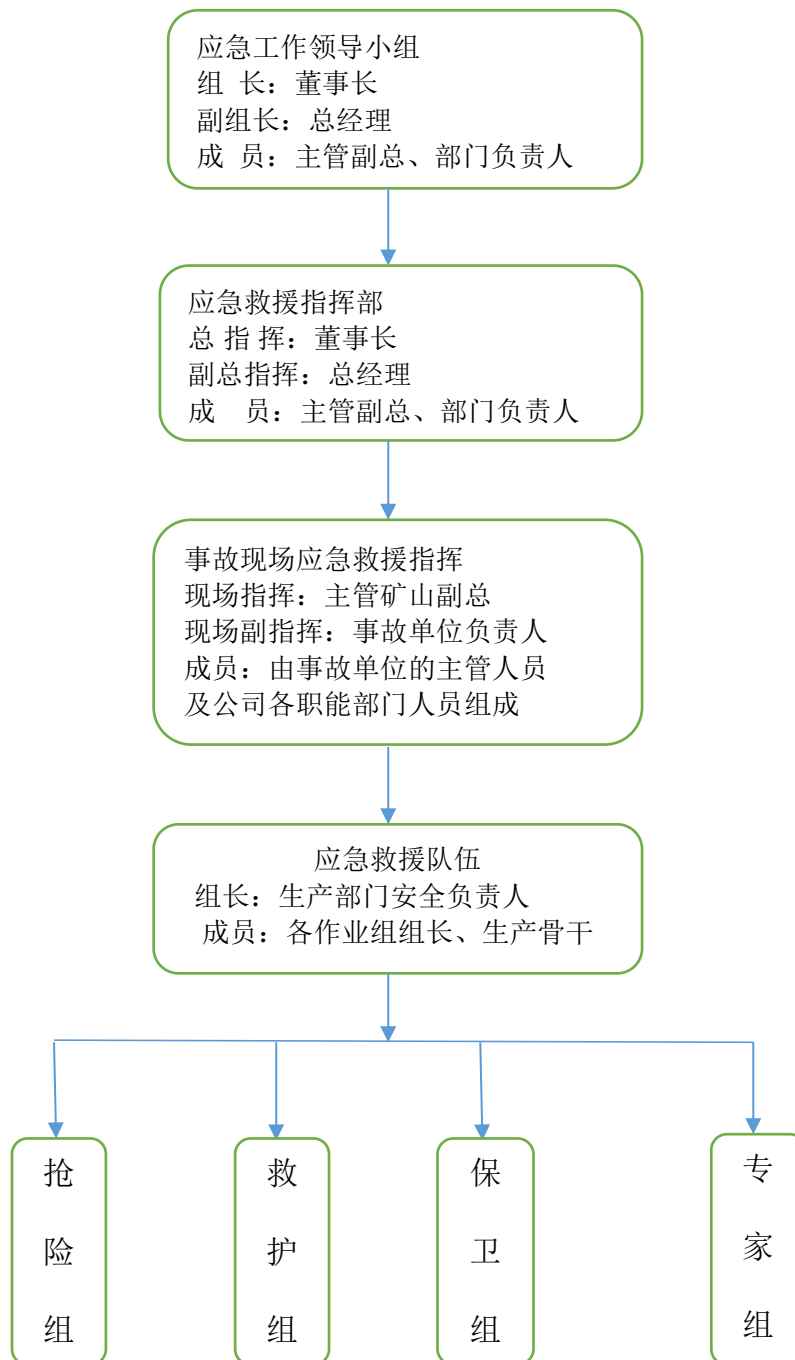 应急工作领导小组
组 长：董事长
副组长：总经理
成 员：主管副总、部门负责人
应急救援指挥部
总 指 挥：董事长
副总指挥：总经理
成 员：主管副总、部门负责人
事故现场应急救援指挥
现场指挥：主管矿山副总
现场副指挥：事故单位负责人
成员：由事故单位的主管人员
及公司各职能部门人员组成
应急救援队伍
组长：生产部门安全负责人
成员：各作业组组长、生产骨干
抢险组
救护组
保卫组
专家组